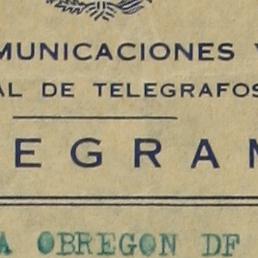 MUNICACIONES Y
AL DE TELEGRAFOS
EGRAM
A OBREGON DF